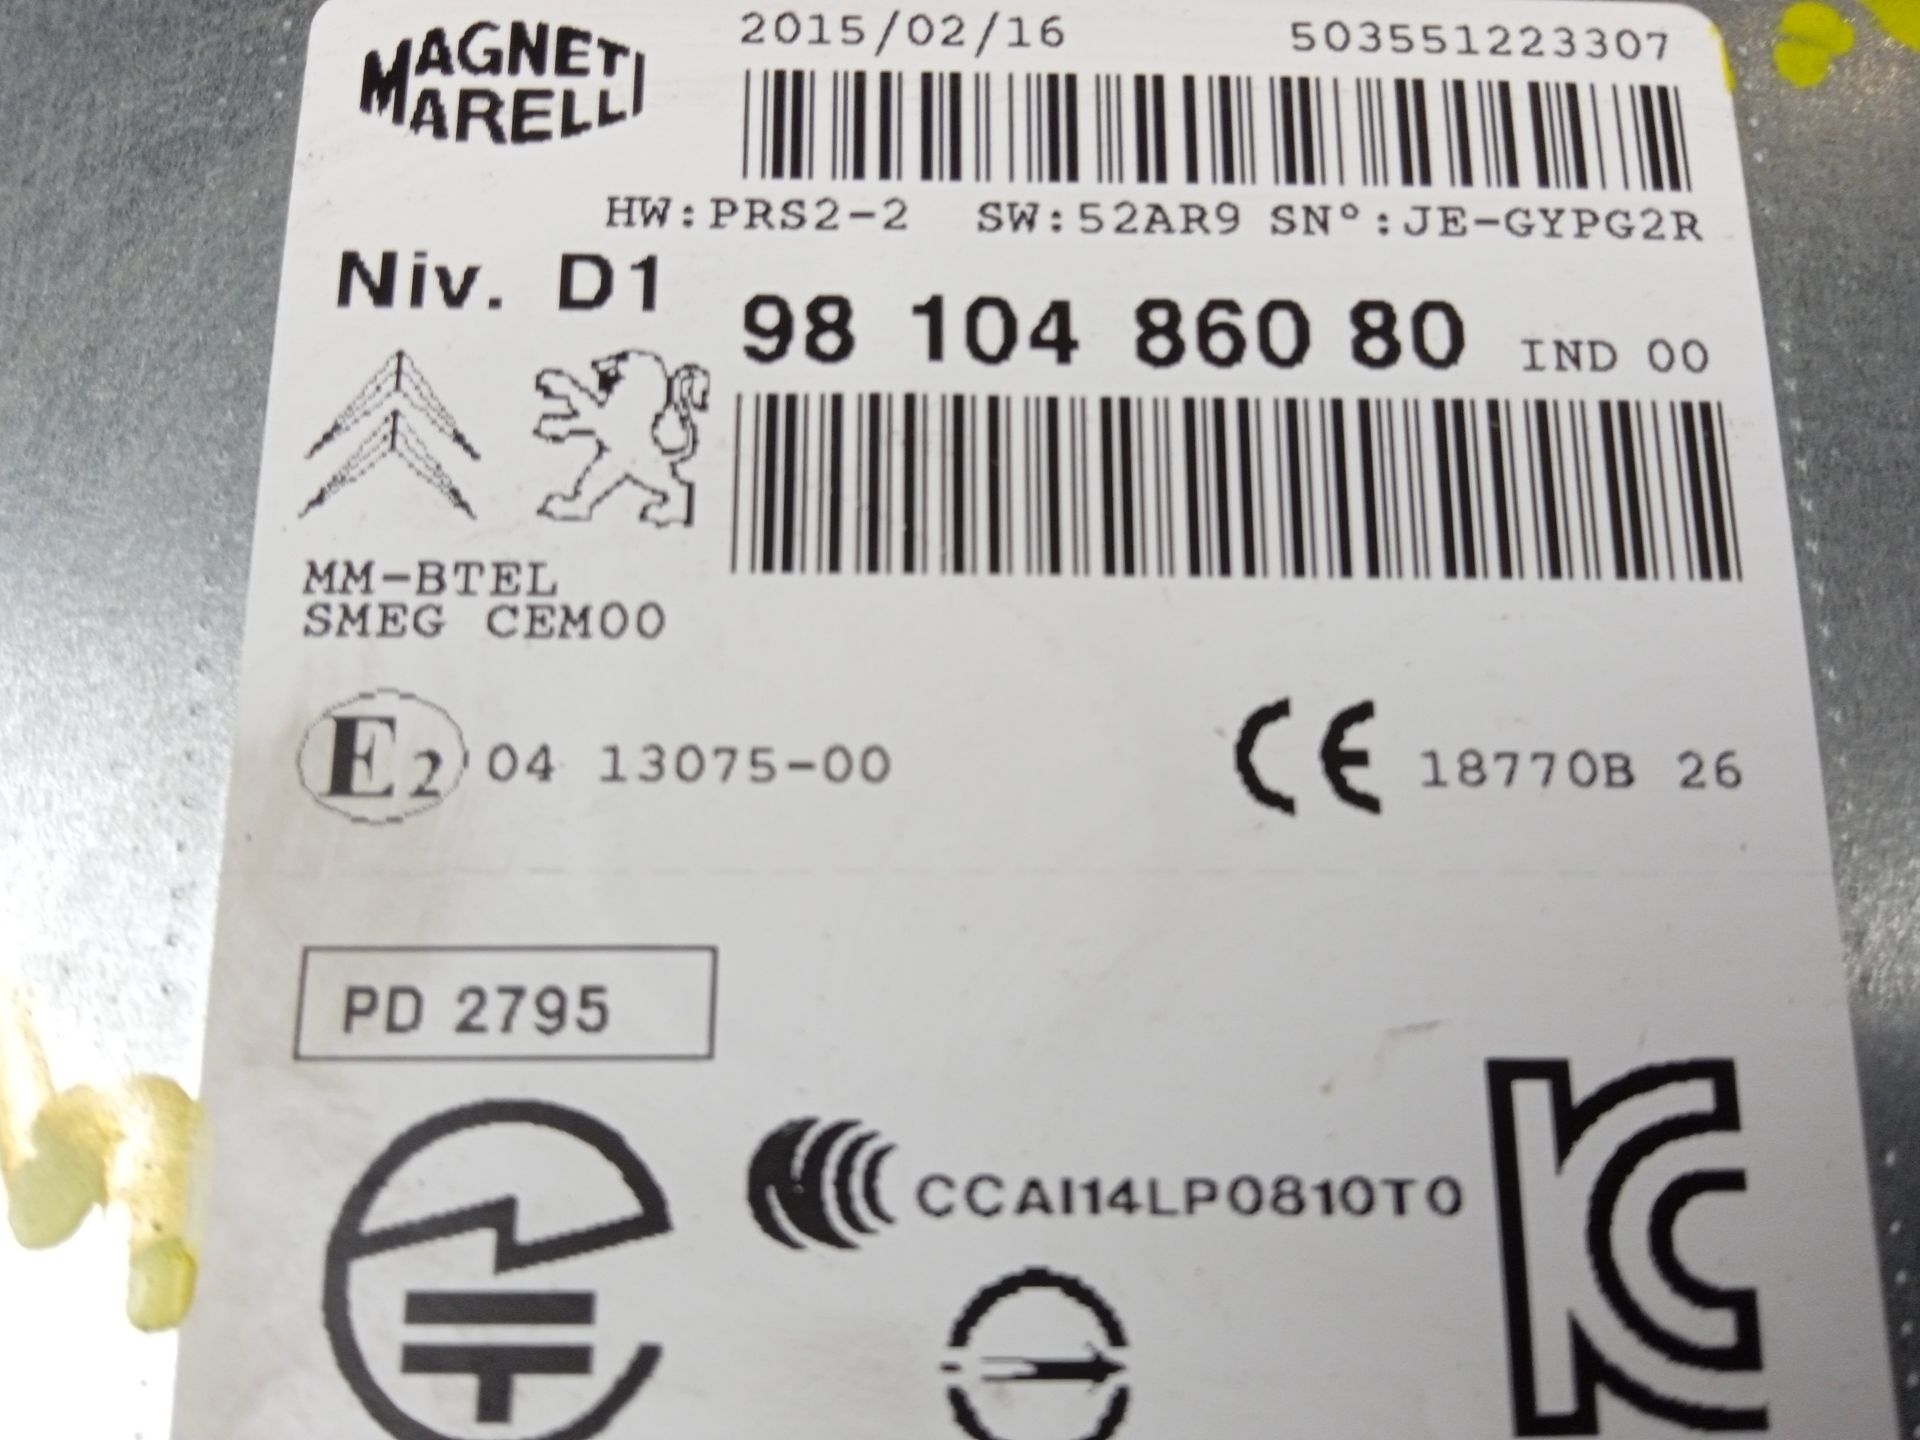 MAGNETI MARELLI
2015/02/16 503551223307
HW:PRS2-2 SW:52AR9 SN°:JE-GYPG2R
Niv. D1
98 104 860 80 IND 00
MM-BTEL
SMEG CEM00
E2 04 13075-00
CE 18770B 26
PD 2795
CCAI14LP0810T0
KC